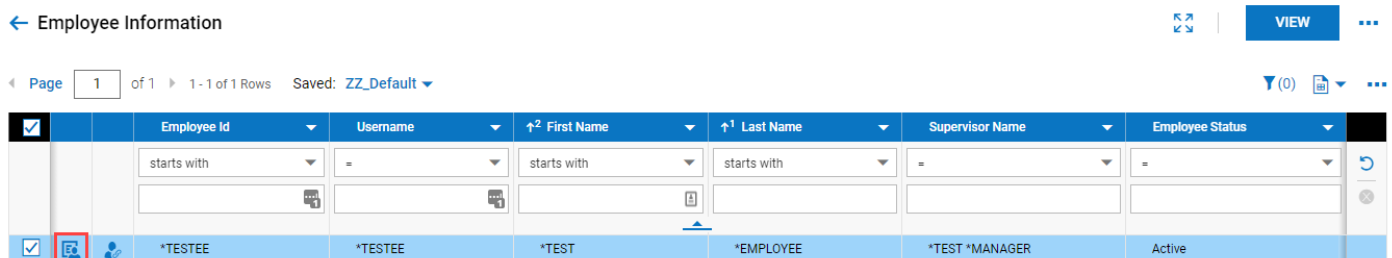 Employee Information
VIEW
Page 1 of 1 1 - 1 of 1 Rows Saved: ZZ_Default
(0)
Employee Id Username 2 First Name 1 Last Name Supervisor Name Employee Status
starts with = starts with starts with = =
1 1
*TESTEE *TESTEE *TEST *EMPLOYEE *TEST *MANAGER Active